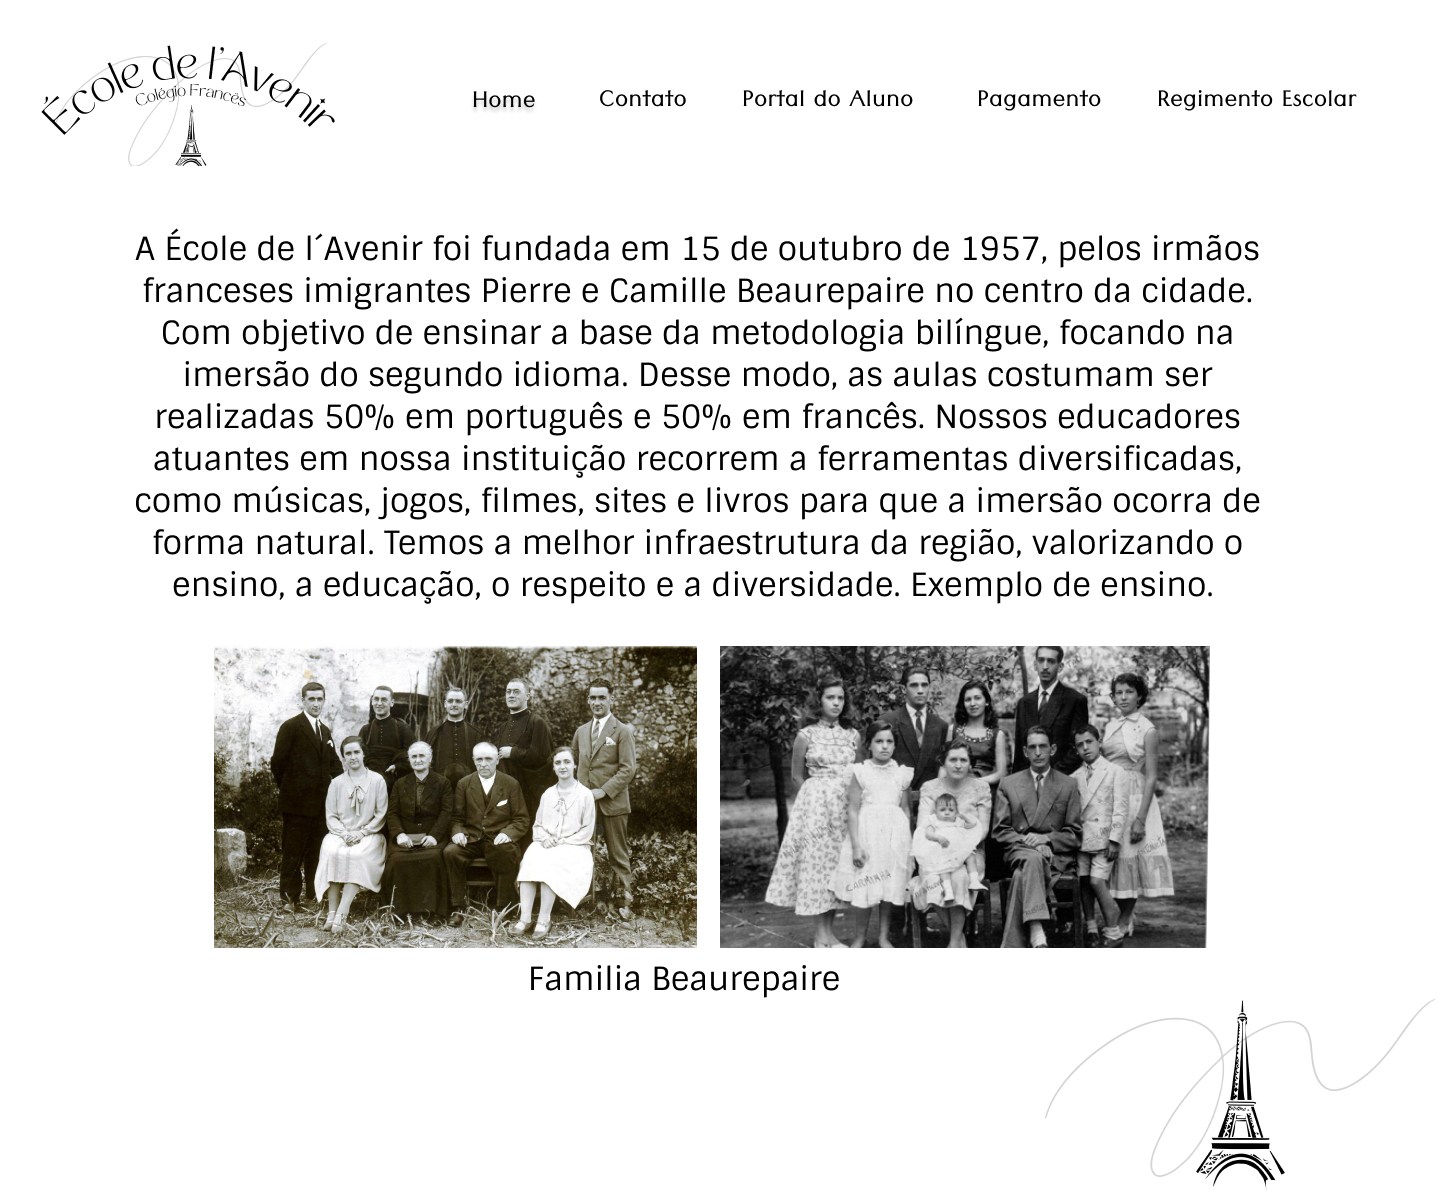 École de l'Avenir
Colégio Francês
Home
Contato
Portal do Aluno
Pagamento
Regimento Escolar
A École de l´Avenir foi fundada em 15 de outubro de 1957, pelos irmãos
franceses imigrantes Pierre e Camille Beaurepaire no centro da cidade.
Com objetivo de ensinar a base da metodologia bilíngue, focando na
imersão do segundo idioma. Desse modo, as aulas costumam ser
realizadas 50% em português e 50% em francês. Nossos educadores
atuantes em nossa instituição recorrem a ferramentas diversificadas,
como músicas, jogos, filmes, sites e livros para que a imersão ocorra de
forma natural. Temos a melhor infraestrutura da região, valorizando o
ensino, a educação, o respeito e a diversidade. Exemplo de ensino.
CARMINHA
Familia Beaurepaire